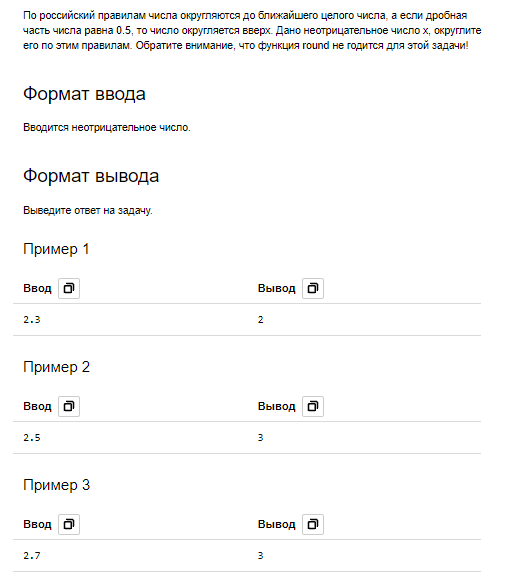 По российский правилам числа округляются до ближайшего целого числа, а если дробная
часть числа равна 0.5, то число округляется вверх. Дано неотрицательное число x, округлите
его по этим правилам. Обратите внимание, что функция round не годится для этой задачи!
Формат ввода
Вводится неотрицательное число.
Формат вывода
Выведите ответ на задачу.
Пример 1
Ввод Вывод
2.3 2
Пример 2
Ввод Вывод
2.5 3
Пример 3
Ввод Вывод
2.7 3